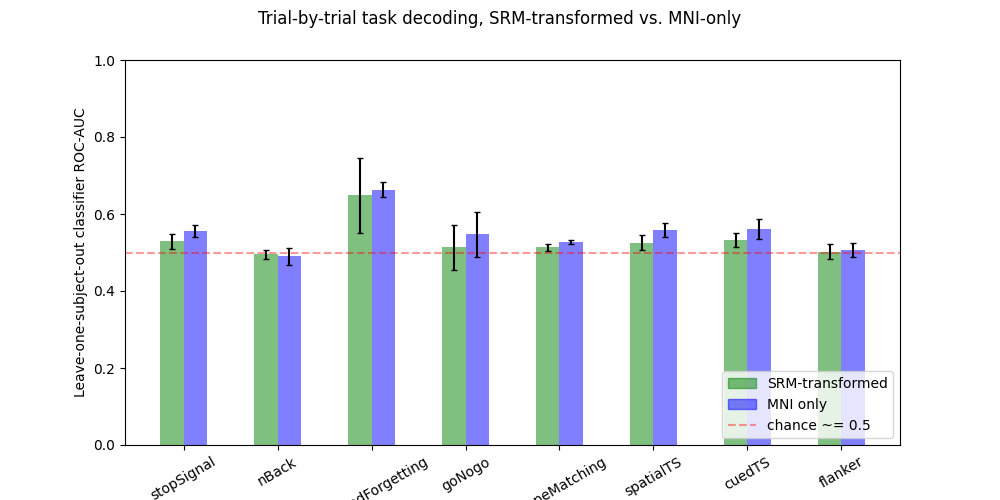 Trial-by-trial task decoding, SRM-transformed vs. MNI-only
Leave-one-subject-out classifier ROC-AUC
1.0
0.8
0.6
0.4
0.2
0.0
SRM-transformed
MNI only
chance ~= 0.5
stopSignal
nBack
dForgetting
goNogo
peMatching
spatialTS
cuedTS
flanker